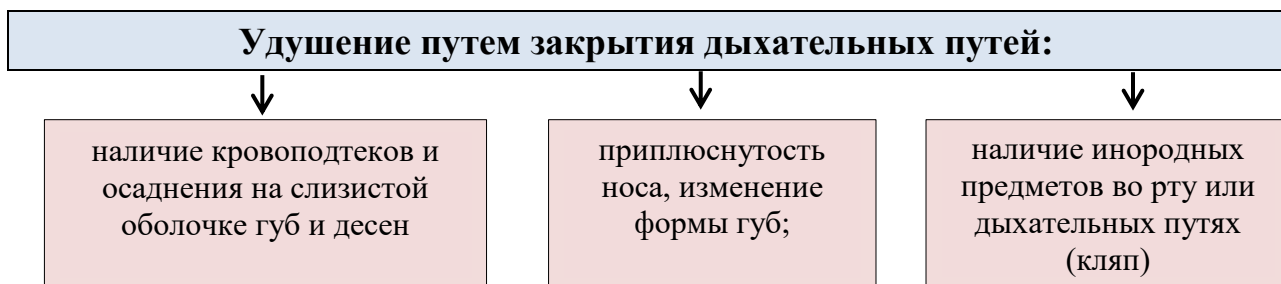 Удушение путем закрытия дыхательных путей:
наличие кровоподтеков и
осаднения на слизистой
оболочке губ и десен
приплюснутость
носа, изменение
формы губ;
наличие инородных
предметов во рту или
дыхательных путях
(кляп)